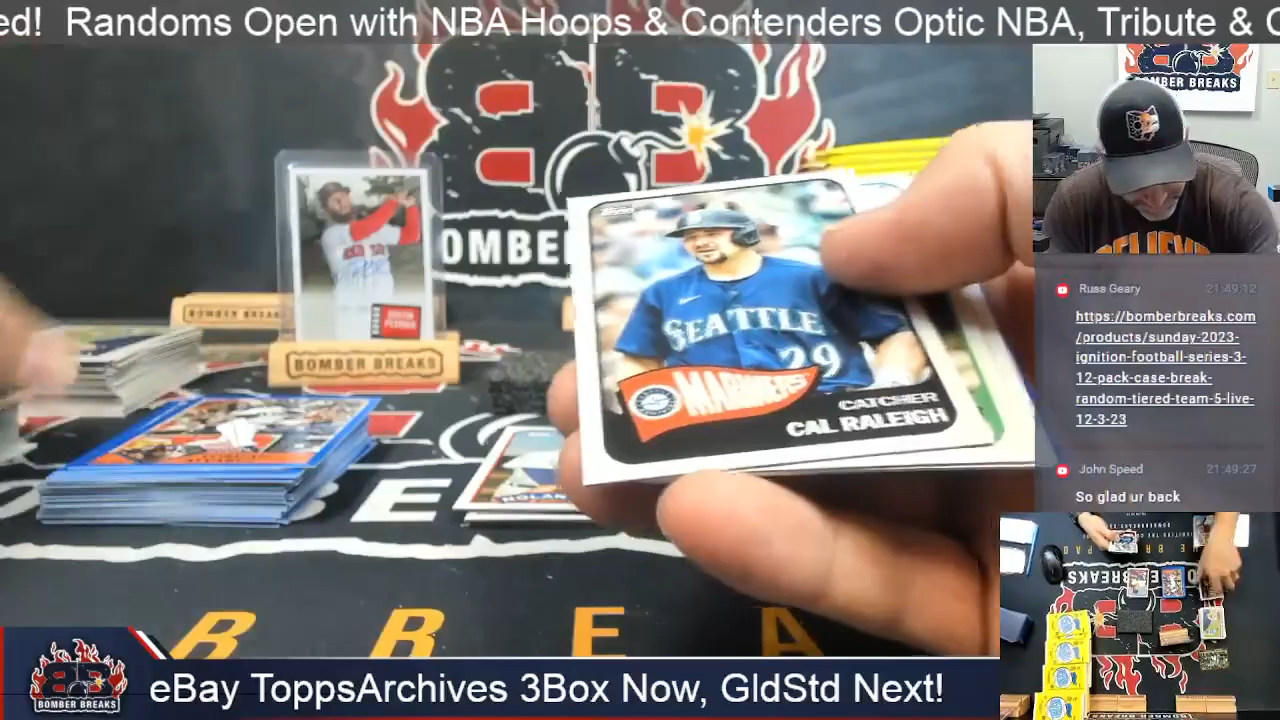 ed!  Randoms Open with NBA Hoops & Contenders Optic NBA, Tribute & C
BOMBER BREAKS
OMBE
BOMBER BREA
BOMBER BREAKS
SEATTLE
29
MARINERS
CATCHER
CAL RALEIGH
NOLAN
E
B R E A
Russ Geary 21:49:12
https://bomberbreaks.com
/products/sunday-2023-
ignition-football-series-3-
12-pack-case-break-
random-tiered-team-5-live-
12-3-23
John Speed 21:49:27
So glad ur back
BOMBER BREAKS
eBay ToppsArchives 3Box Now, GldStd Next!